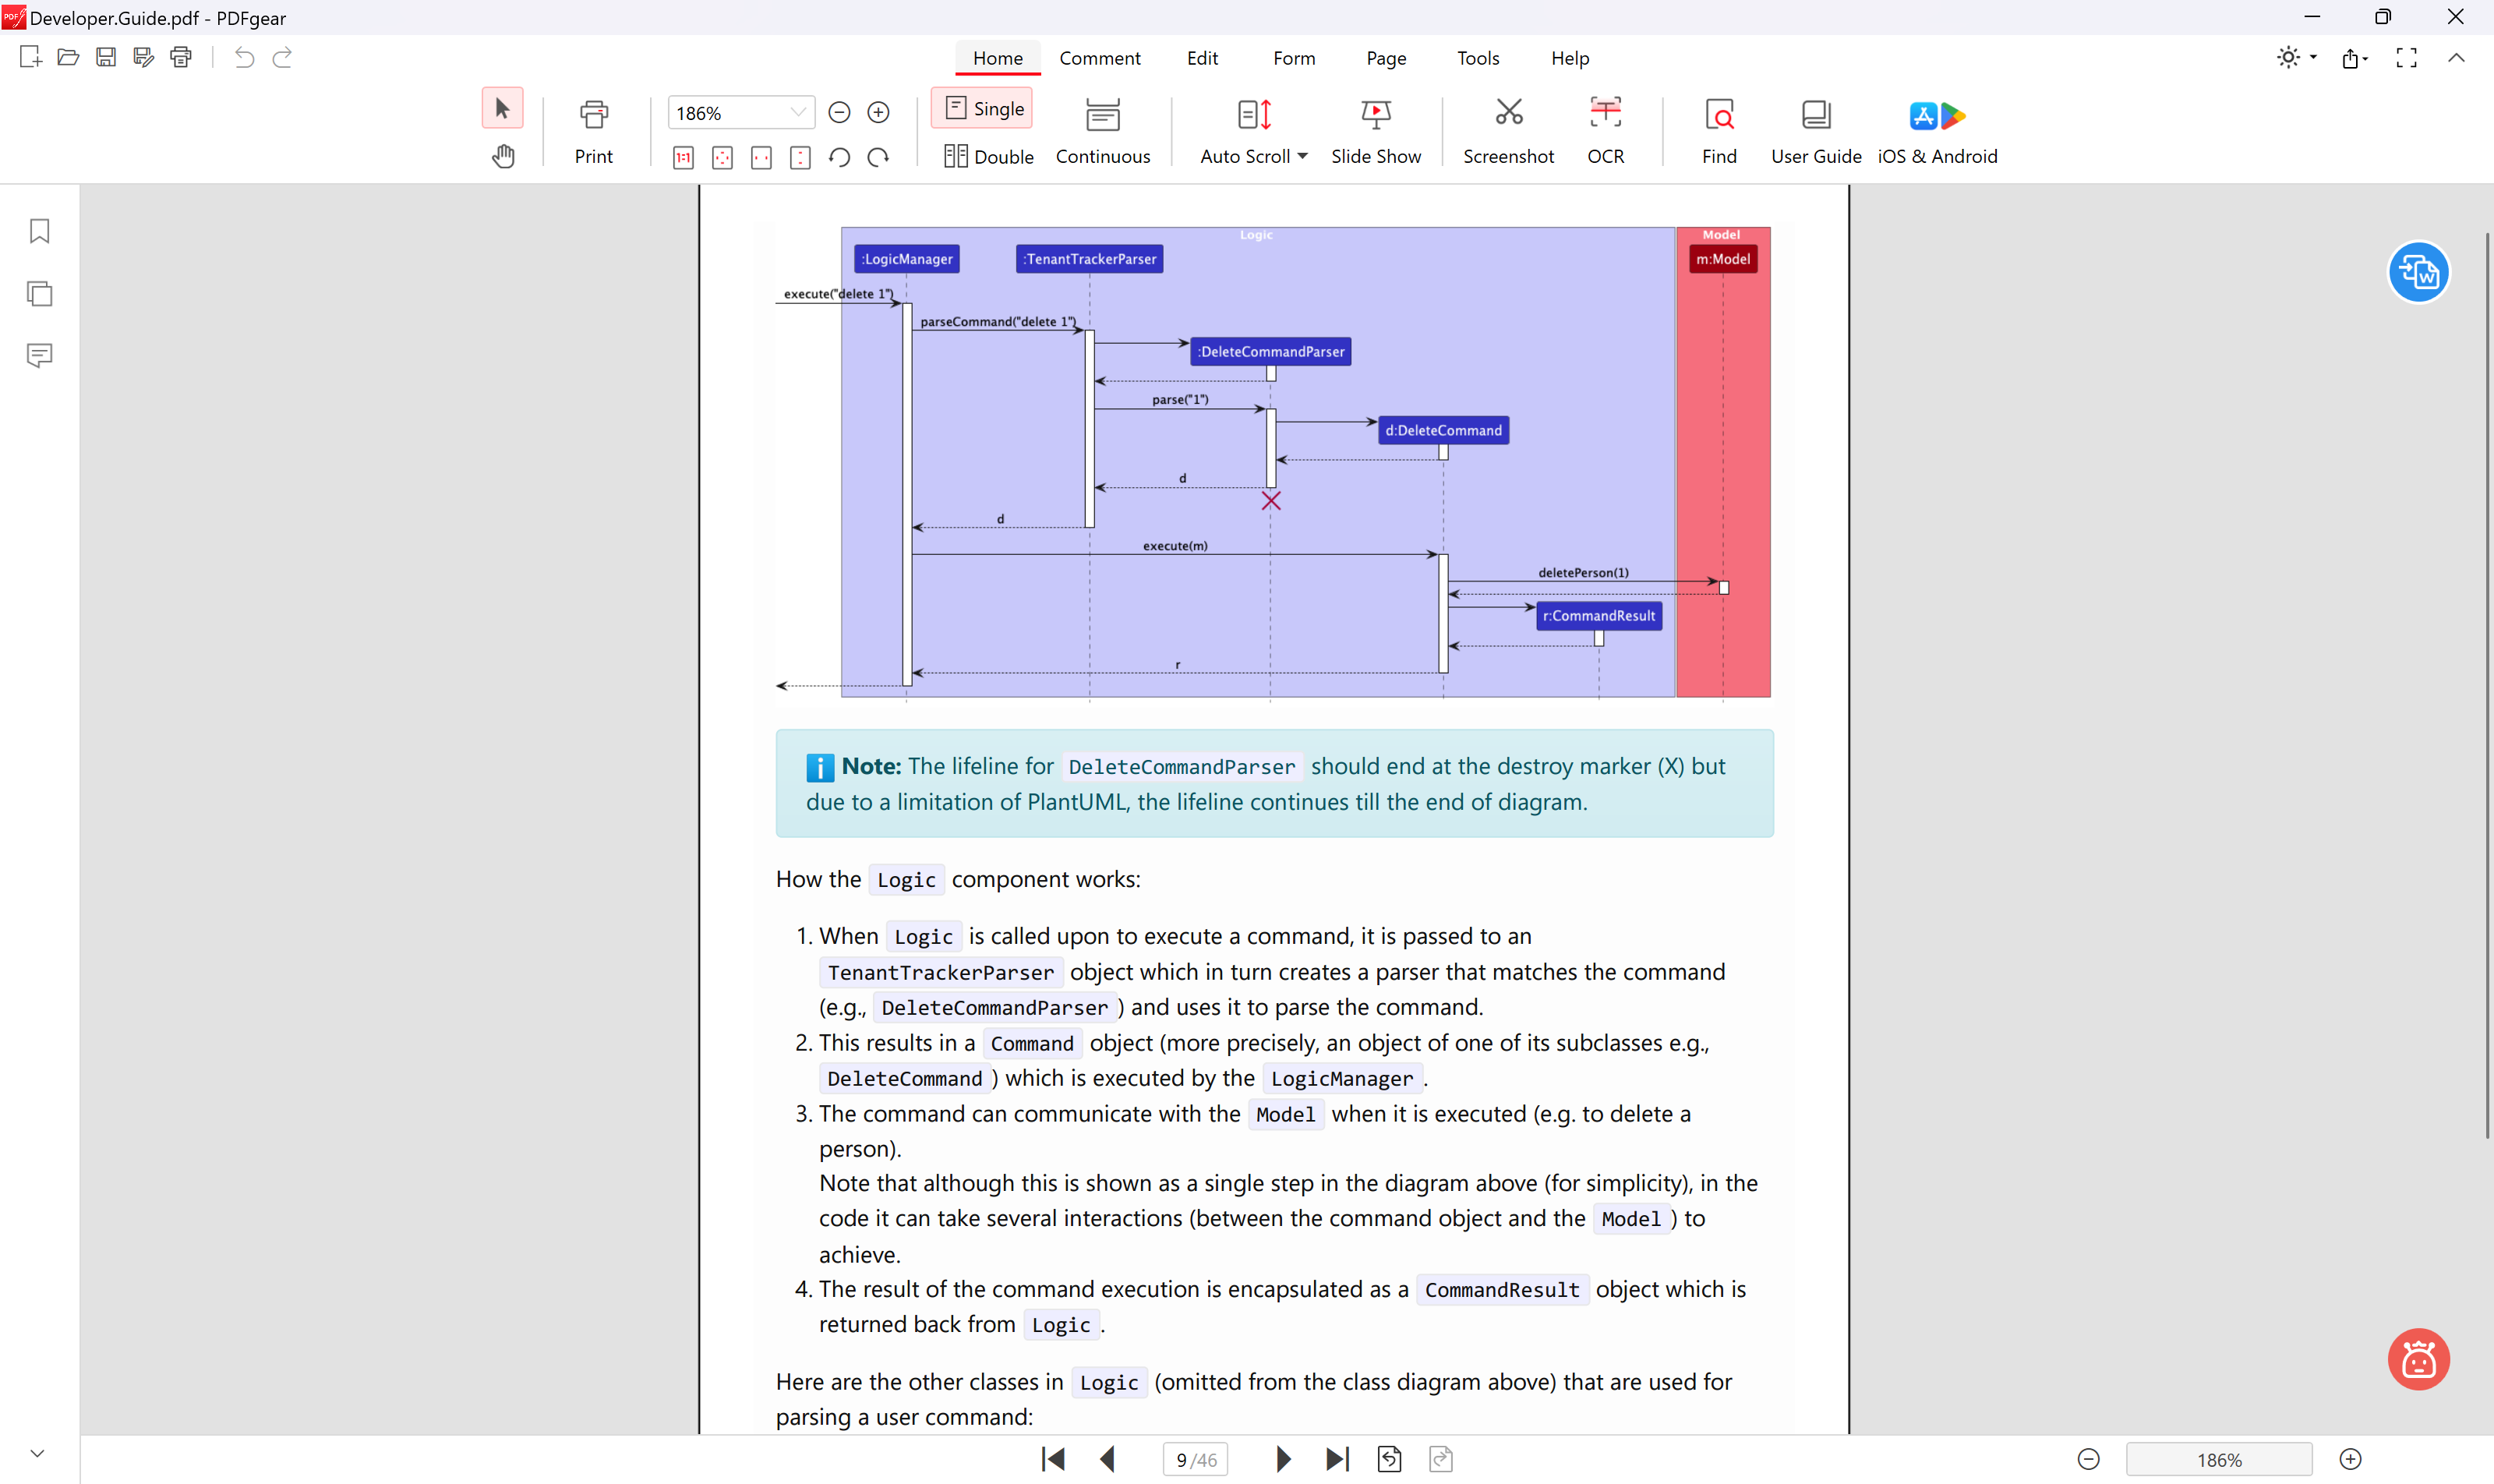 Developer.Guide.pdf - PDFgear
Home Comment Edit Form Page Tools Help
186% Single
Print Double Continuous Auto Scroll Slide Show Screenshot OCR Find User Guide iOS & Android
Logic Model
:LogicManager :TenantTrackerParser m:Model
execute("delete 1")
parseCommand("delete 1")
:DeleteCommandParser
parse("1")
d:DeleteCommand
d
d
execute(m)
deletePerson(1)
r:CommandResult
r
Note: The lifeline for DeleteCommandParser should end at the destroy marker (X) but
due to a limitation of PlantUML, the lifeline continues till the end of diagram.
How the Logic component works:
1. When Logic is called upon to execute a command, it is passed to an
TenantTrackerParser object which in turn creates a parser that matches the command
(e.g., DeleteCommandParser ) and uses it to parse the command.
2. This results in a Command object (more precisely, an object of one of its subclasses e.g.,
DeleteCommand ) which is executed by the LogicManager .
3. The command can communicate with the Model when it is executed (e.g. to delete a
person).
Note that although this is shown as a single step in the diagram above (for simplicity), in the
code it can take several interactions (between the command object and the Model ) to
achieve.
4. The result of the command execution is encapsulated as a CommandResult object which is
returned back from Logic .
Here are the other classes in Logic (omitted from the class diagram above) that are used for
parsing a user command:
9 /46 186%